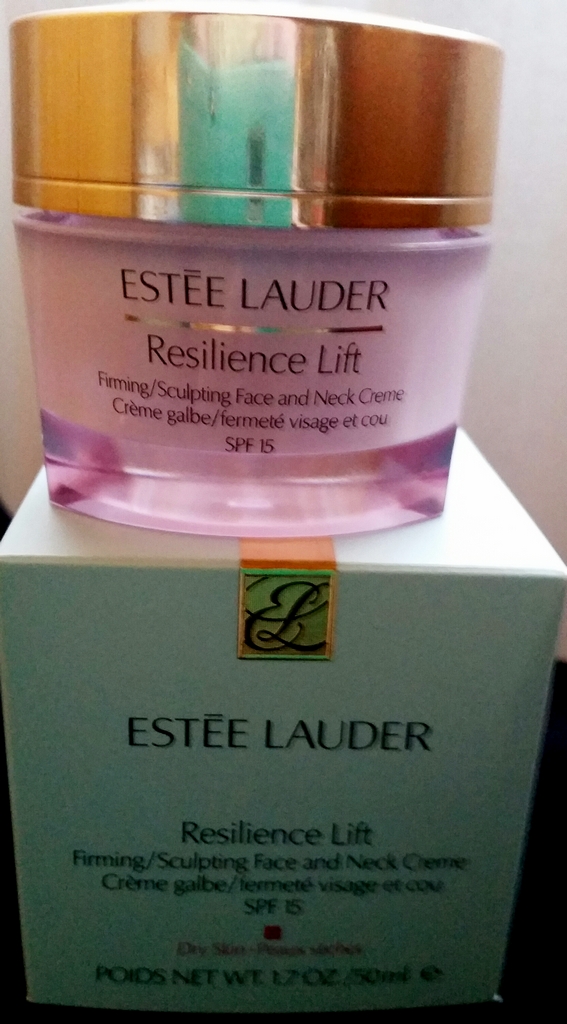 ESTĒE LAUDER
Resilience Lift
Firming/Sculpting Face and Neck Creme
Crème galbe/fermeté visage et cou
SPF 15
EL
ESTĒE LAUDER
Resilience Lift
Firming/Sculpting Face and Neck Creme
Crème galbe/fermeté visage et cou
SPF 15
Dry Skin - Peaux sèches
POIDS NET WT. 1.7 OZ./50ml ℮